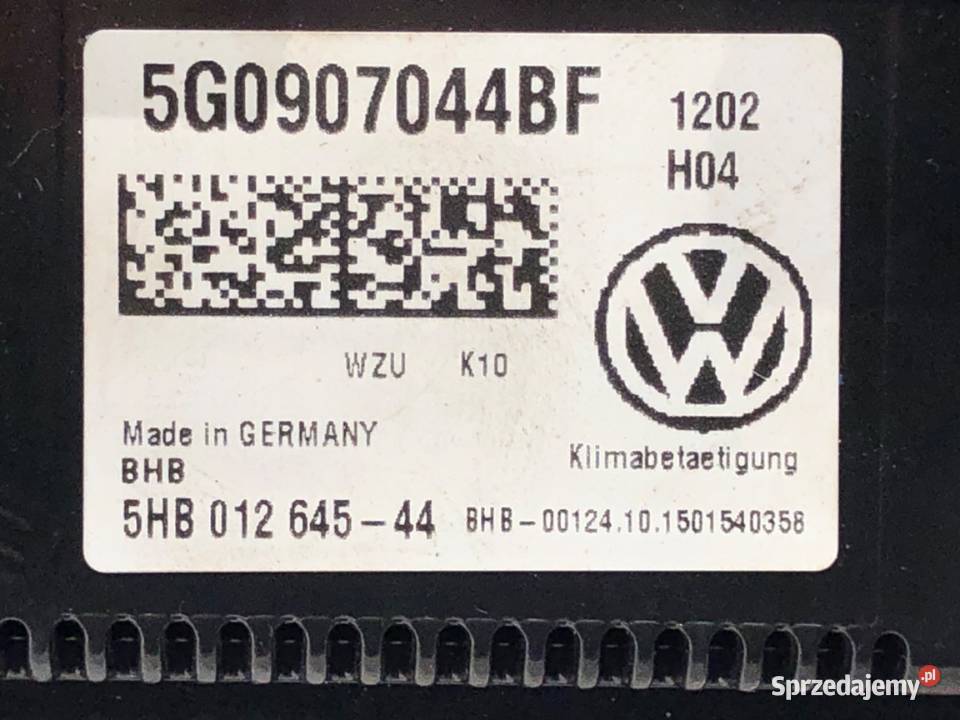 5G0907044BF 1202
H04
WZU K10
Made in GERMANY
BHB
Klimabetaetigung
5HB 012 645-44 BHB-00124.10.1501540358
Sprzedajemy.pl